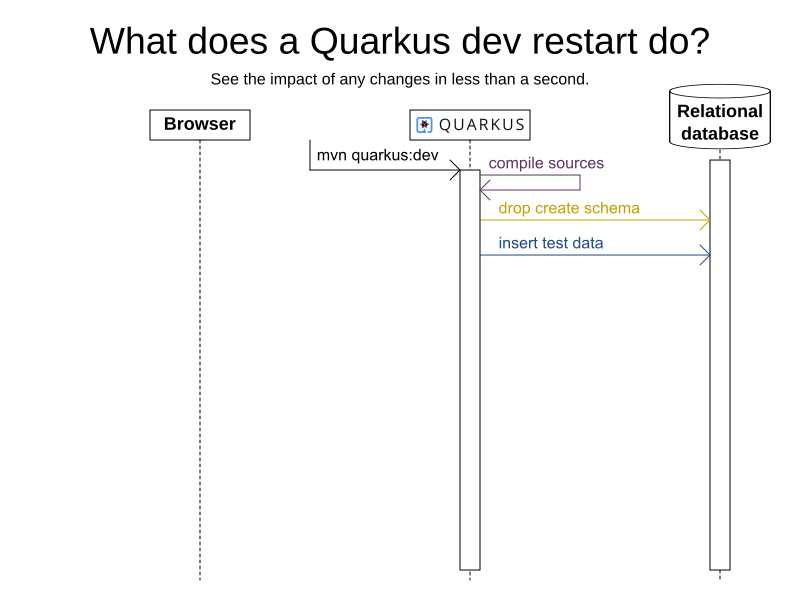 What does a Quarkus dev restart do?
See the impact of any changes in less than a second.
Browser
QUARKUS
Relational
database
mvn quarkus:dev
compile sources
drop create schema
insert test data